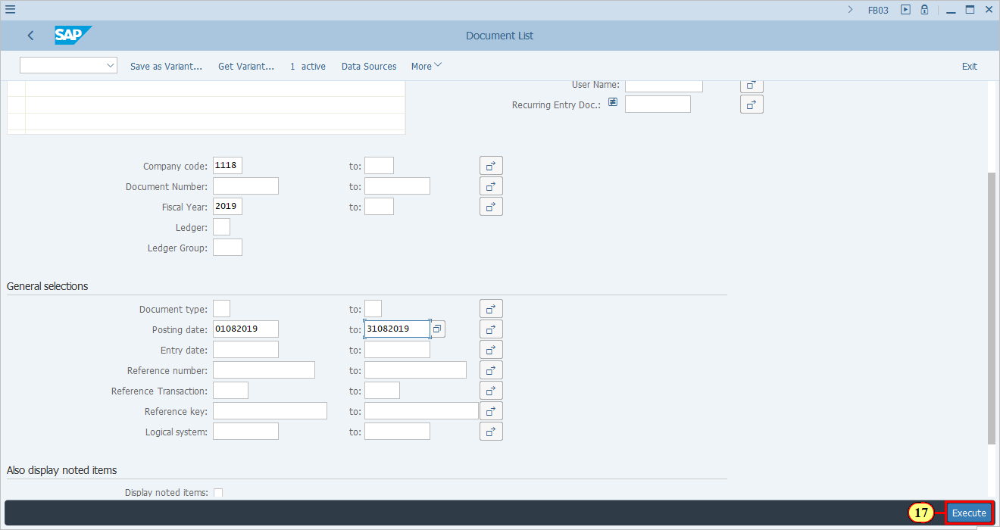 FB03
SAP
Document List
Save as Variant...
Get Variant...
1 active
Data Sources
More
Exit
User Name:
Recurring Entry Doc.:
Company code: 1118 to:
Document Number: to:
Fiscal Year: 2019 to:
Ledger:
Ledger Group:
General selections
Document type: to:
Posting date: 01082019 to: 31082019
Entry date: to:
Reference number: to:
Reference Transaction: to:
Reference key: to:
Logical system: to:
Also display noted items
Display noted items:
17 Execute